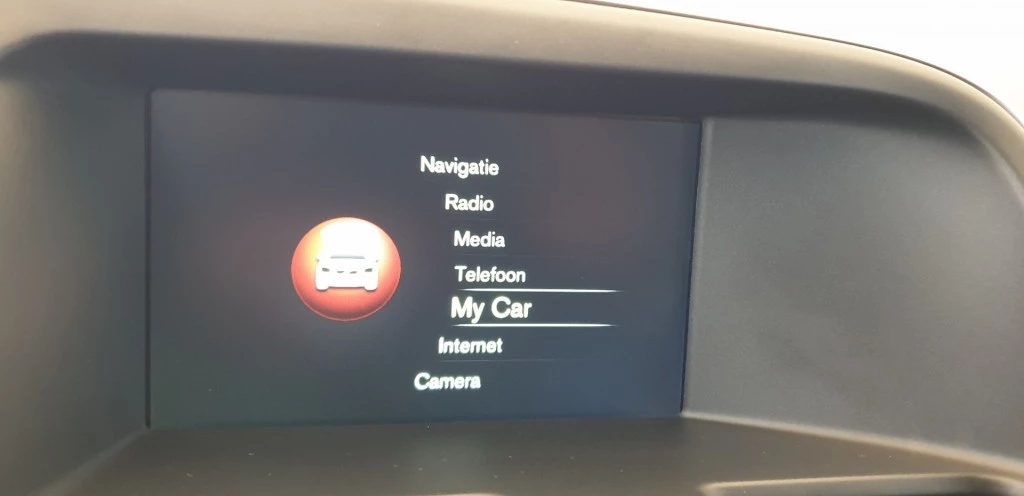 Navigatie
Radio
Media
Telefoon
My Car
Internet
Camera